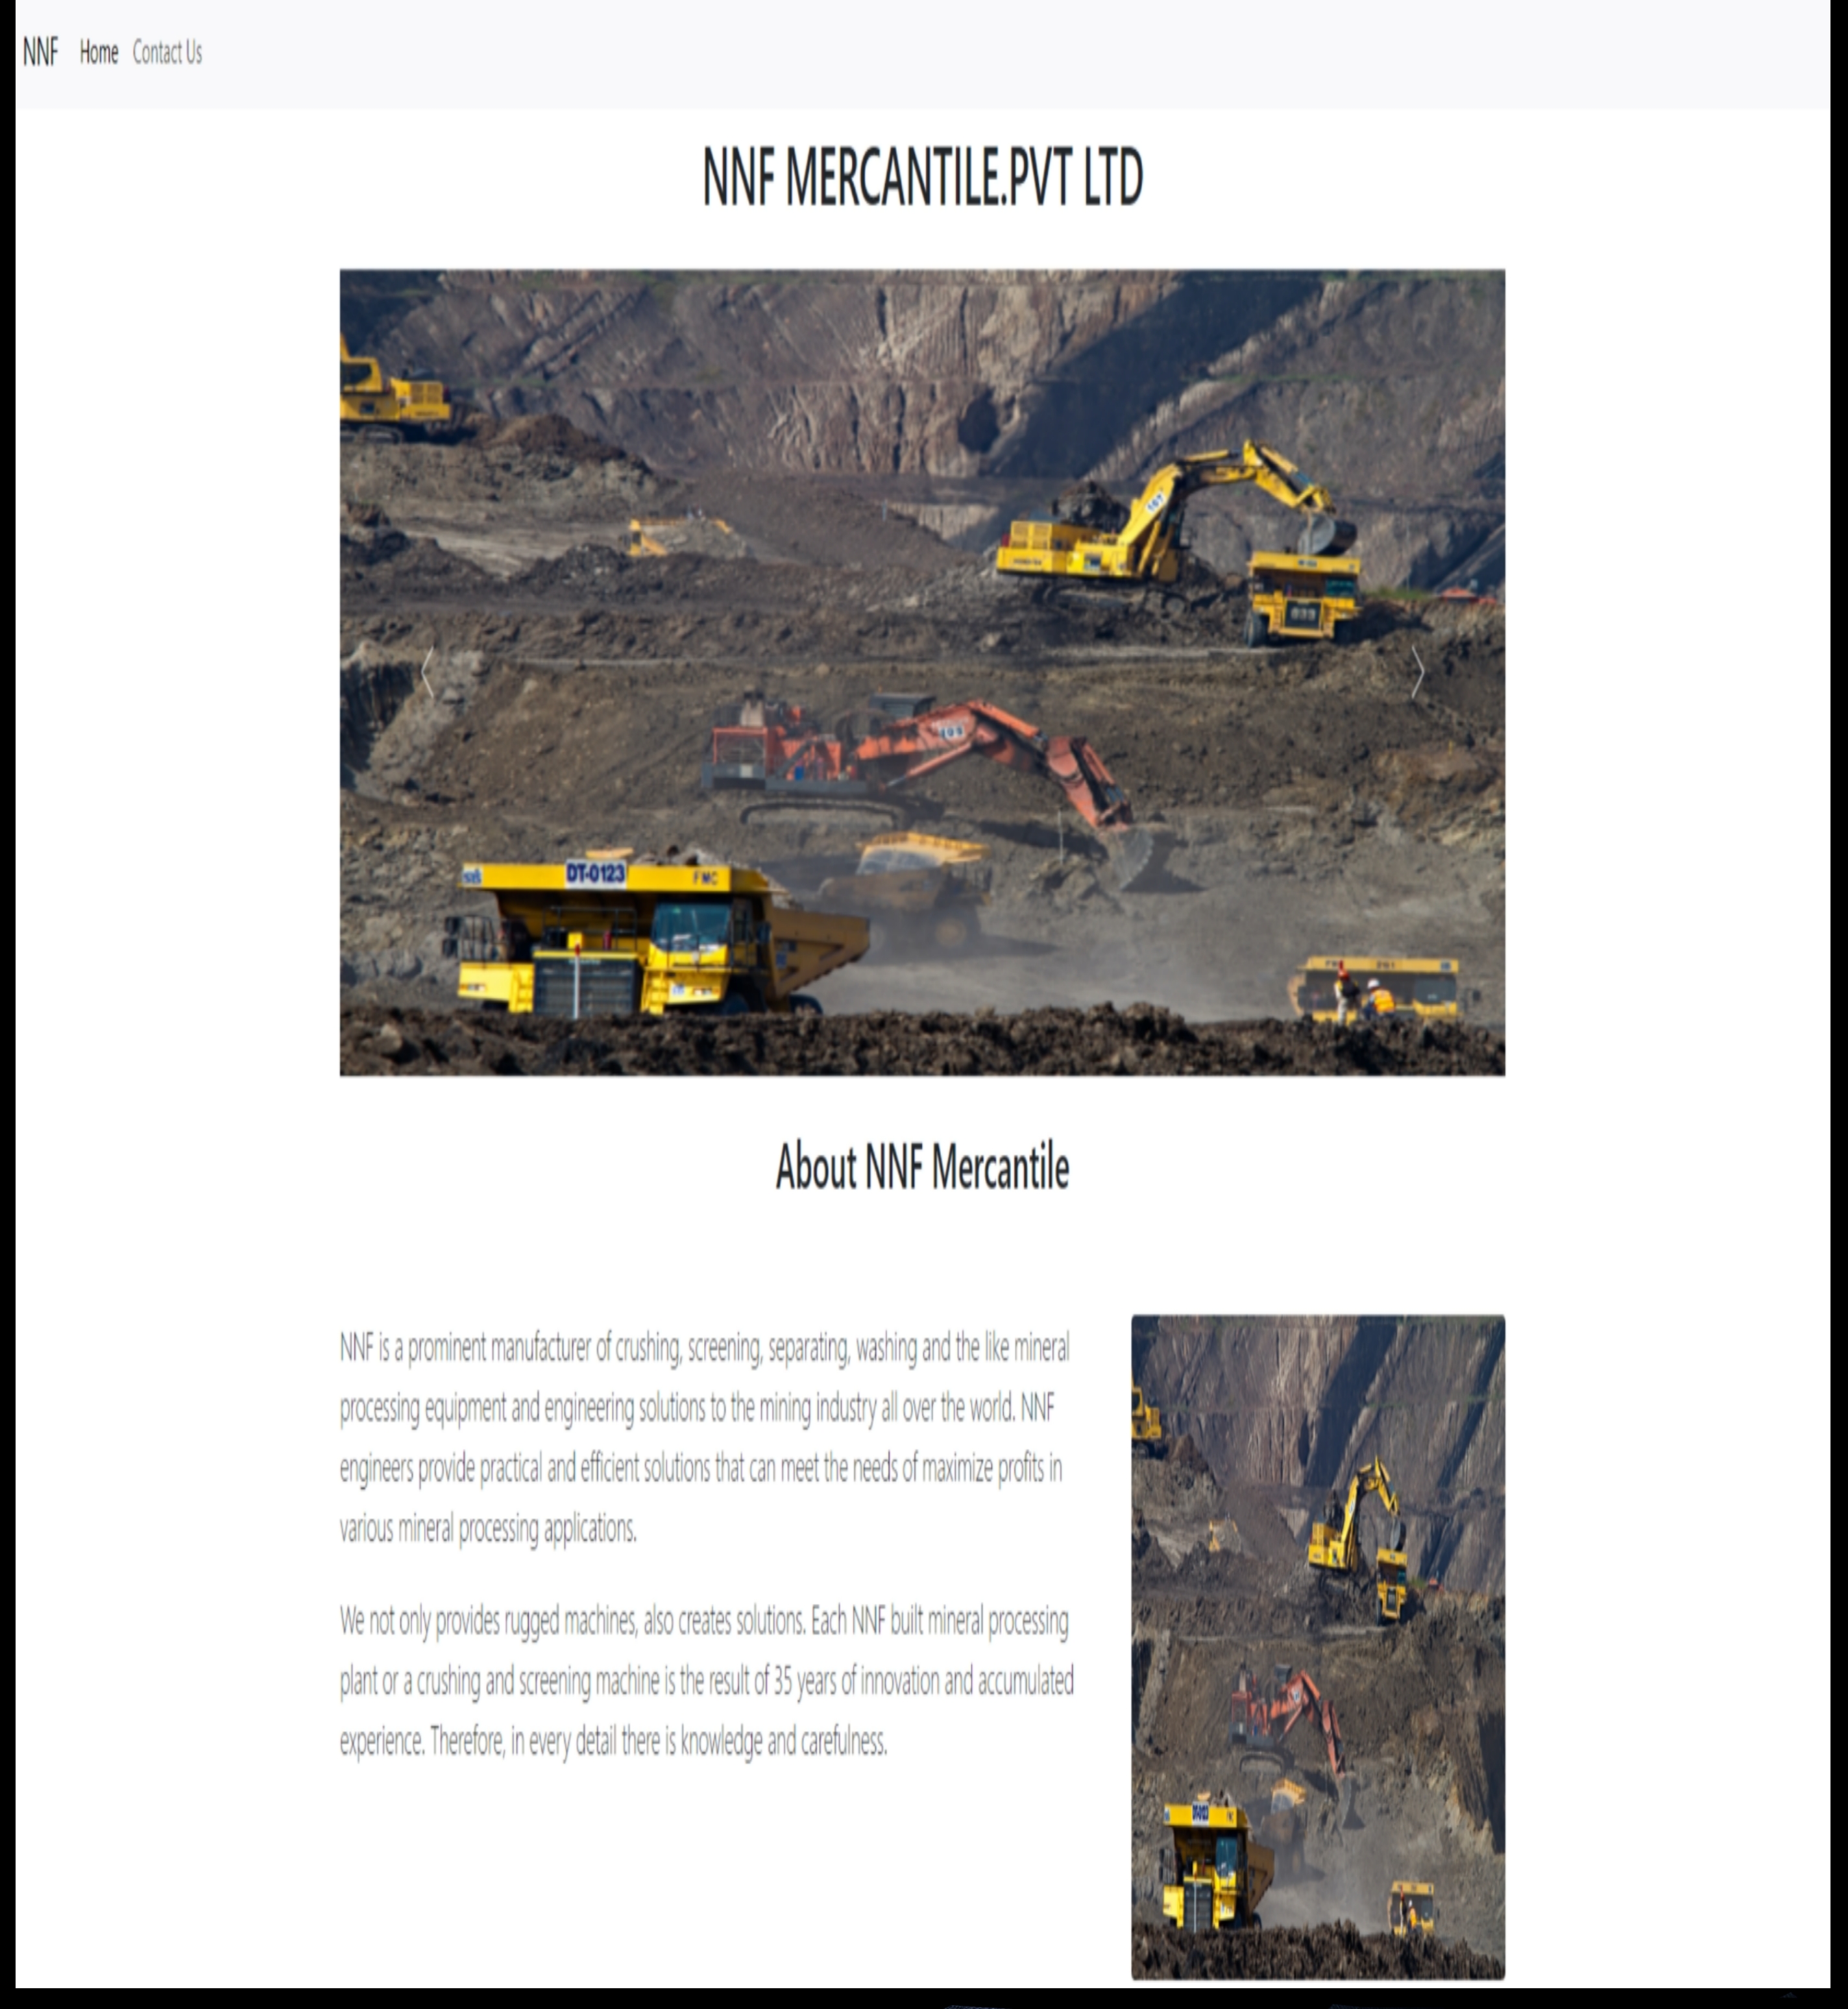 NNF Home Contact Us
NNF MERCANTILE.PVT LTD
107
033
109
DT-0123
FMC
About NNF Mercantile
NNF is a prominent manufacturer of crushing, screening, separating, washing and the like mineral
processing equipment and engineering solutions to the mining industry all over the world. NNF
engineers provide practical and efficient solutions that can meet the needs of maximize profits in
various mineral processing applications.
We not only provides rugged machines, also creates solutions. Each NNF built mineral processing
plant or a crushing and screening machine is the result of 35 years of innovation and accumulated
experience. Therefore, in every detail there is knowledge and carefulness.
DT-0123